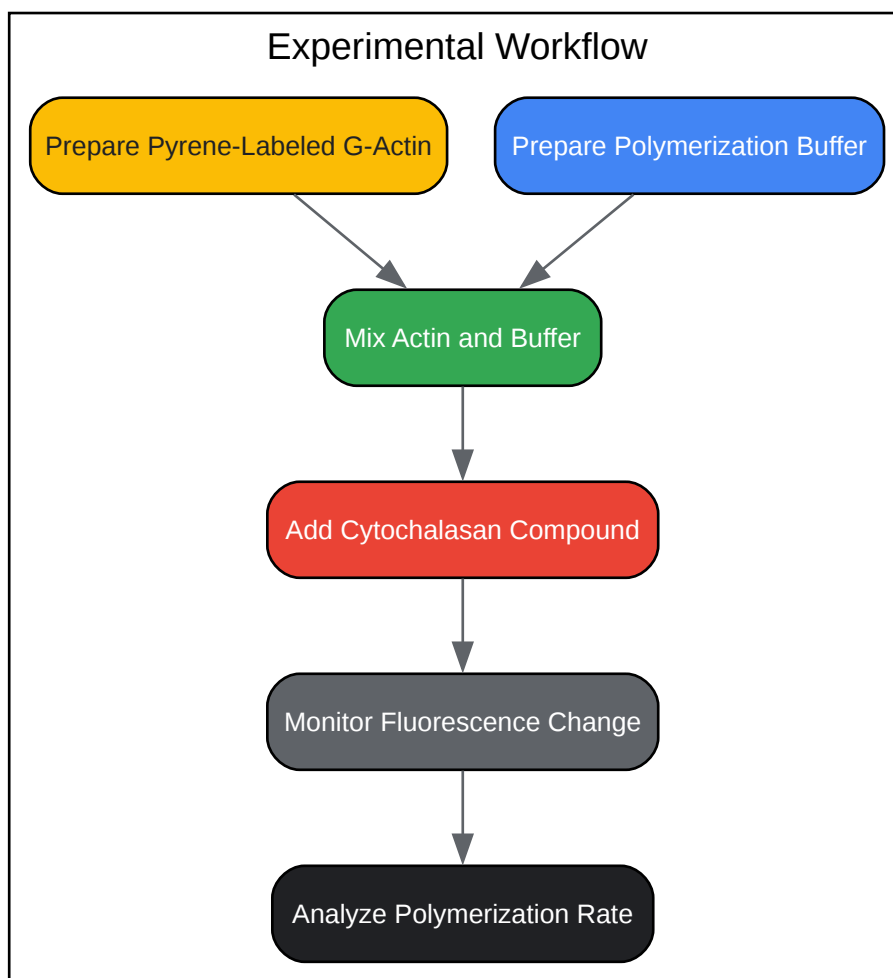 Experimental Workflow
Prepare Pyrene-Labeled G-Actin
Prepare Polymerization Buffer
Mix Actin and Buffer
Add Cytochalasan Compound
Monitor Fluorescence Change
Analyze Polymerization Rate